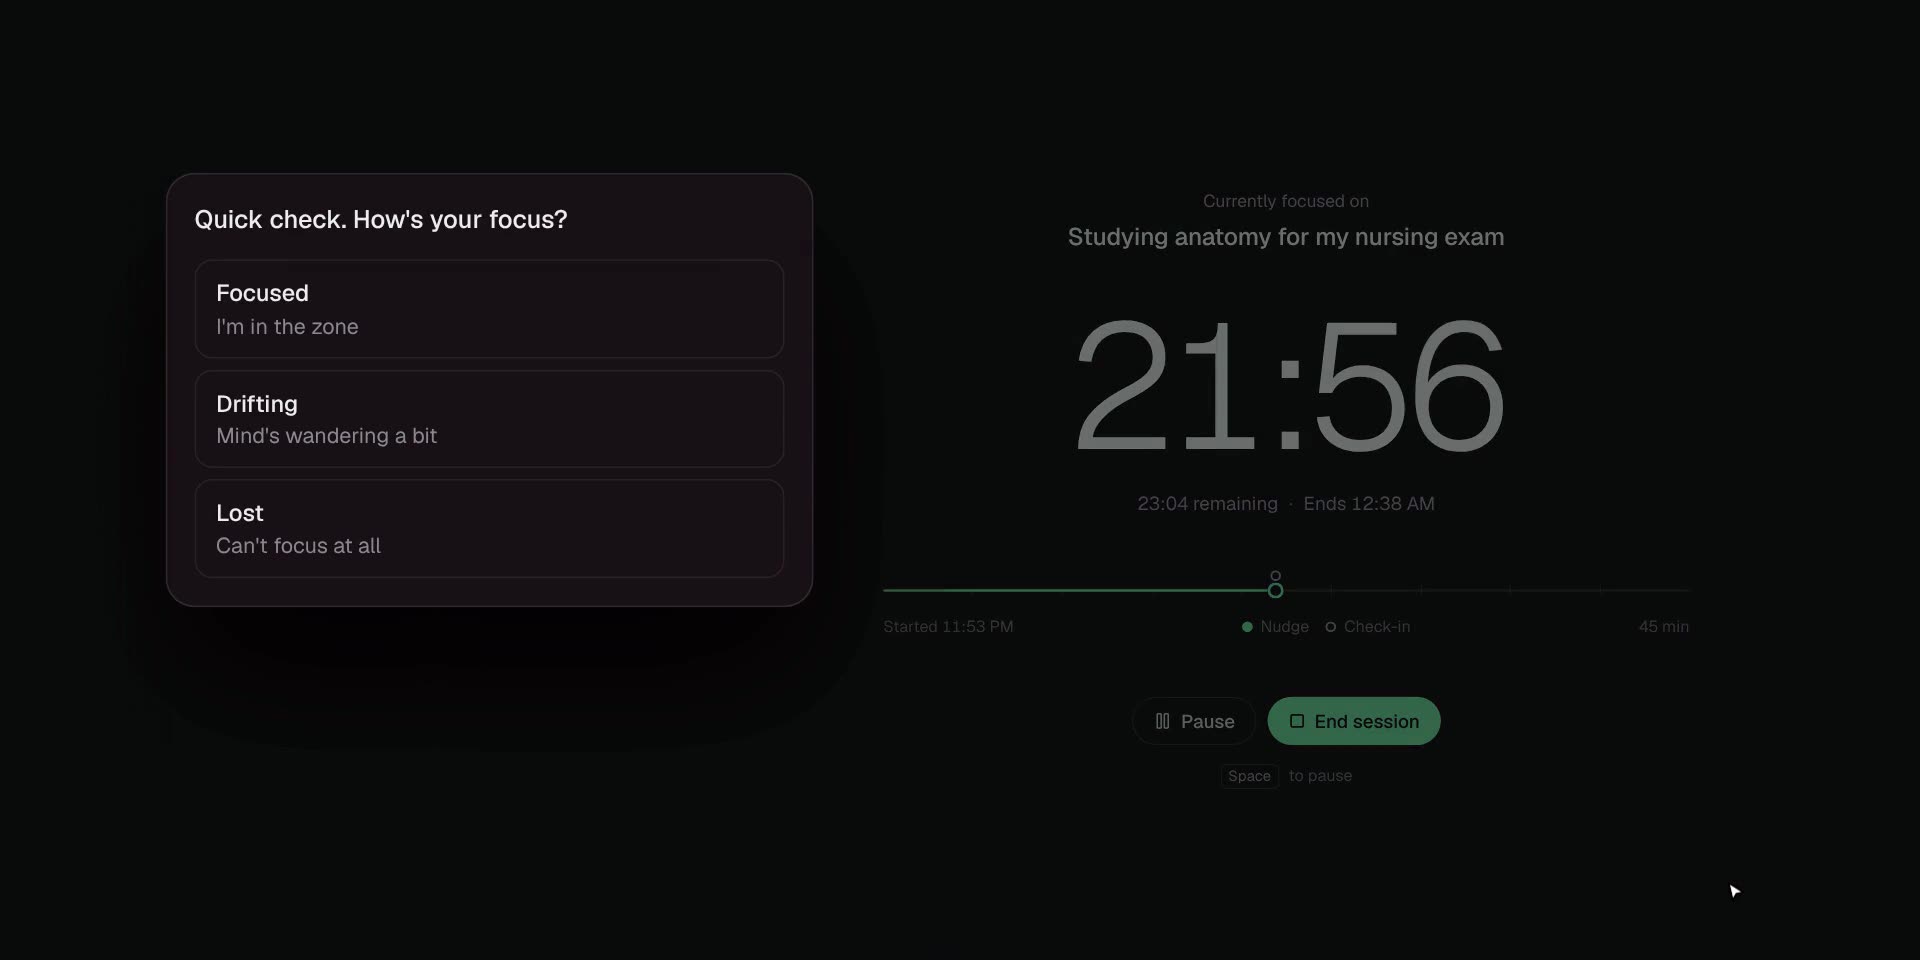 Quick check. How's your focus?
Focused
I'm in the zone
Drifting
Mind's wandering a bit
Lost
Can't focus at all
Currently focused on
Studying anatomy for my nursing exam
21:56
23:04 remaining · Ends 12:38 AM
Started 11:53 PM
Nudge
Check-in
45 min
Pause
End session
Space to pause